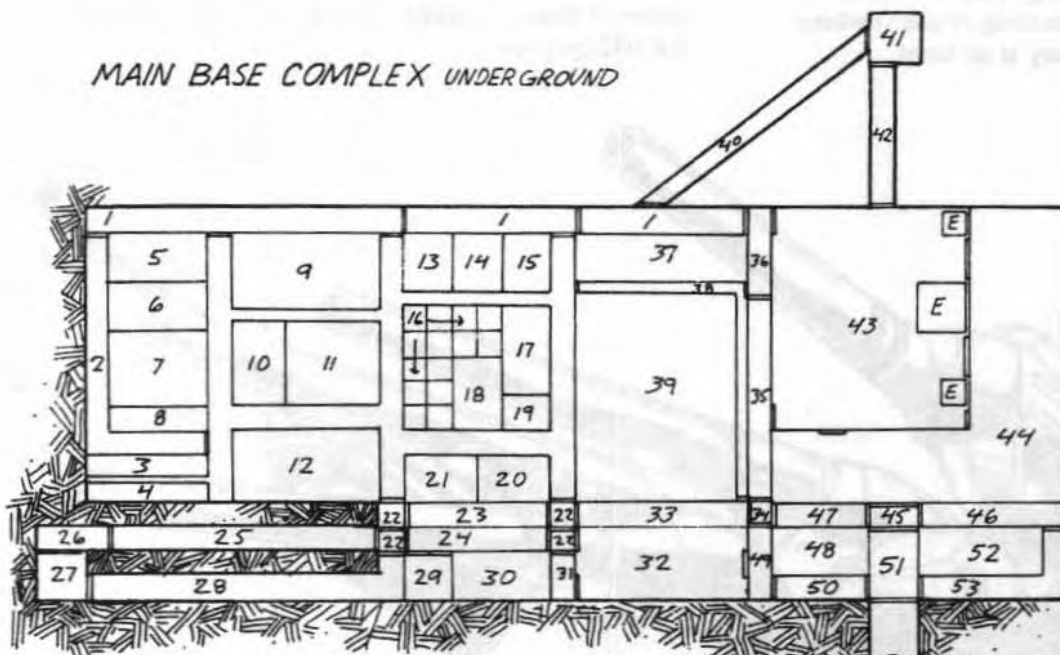 MAIN BASE COMPLEX UNDERGROUND
41
40
42
1 1 1
5 9 13 14 15 37 36 E
6 38
16 E
2 7 10 11 17 39 43
18 35 E
8 19
3 12 21 20 44
4
22 23 22 33 34 47 45 46
26 25 22 24 22 48 51 52
27 28 29 30 31 32 49 50 53